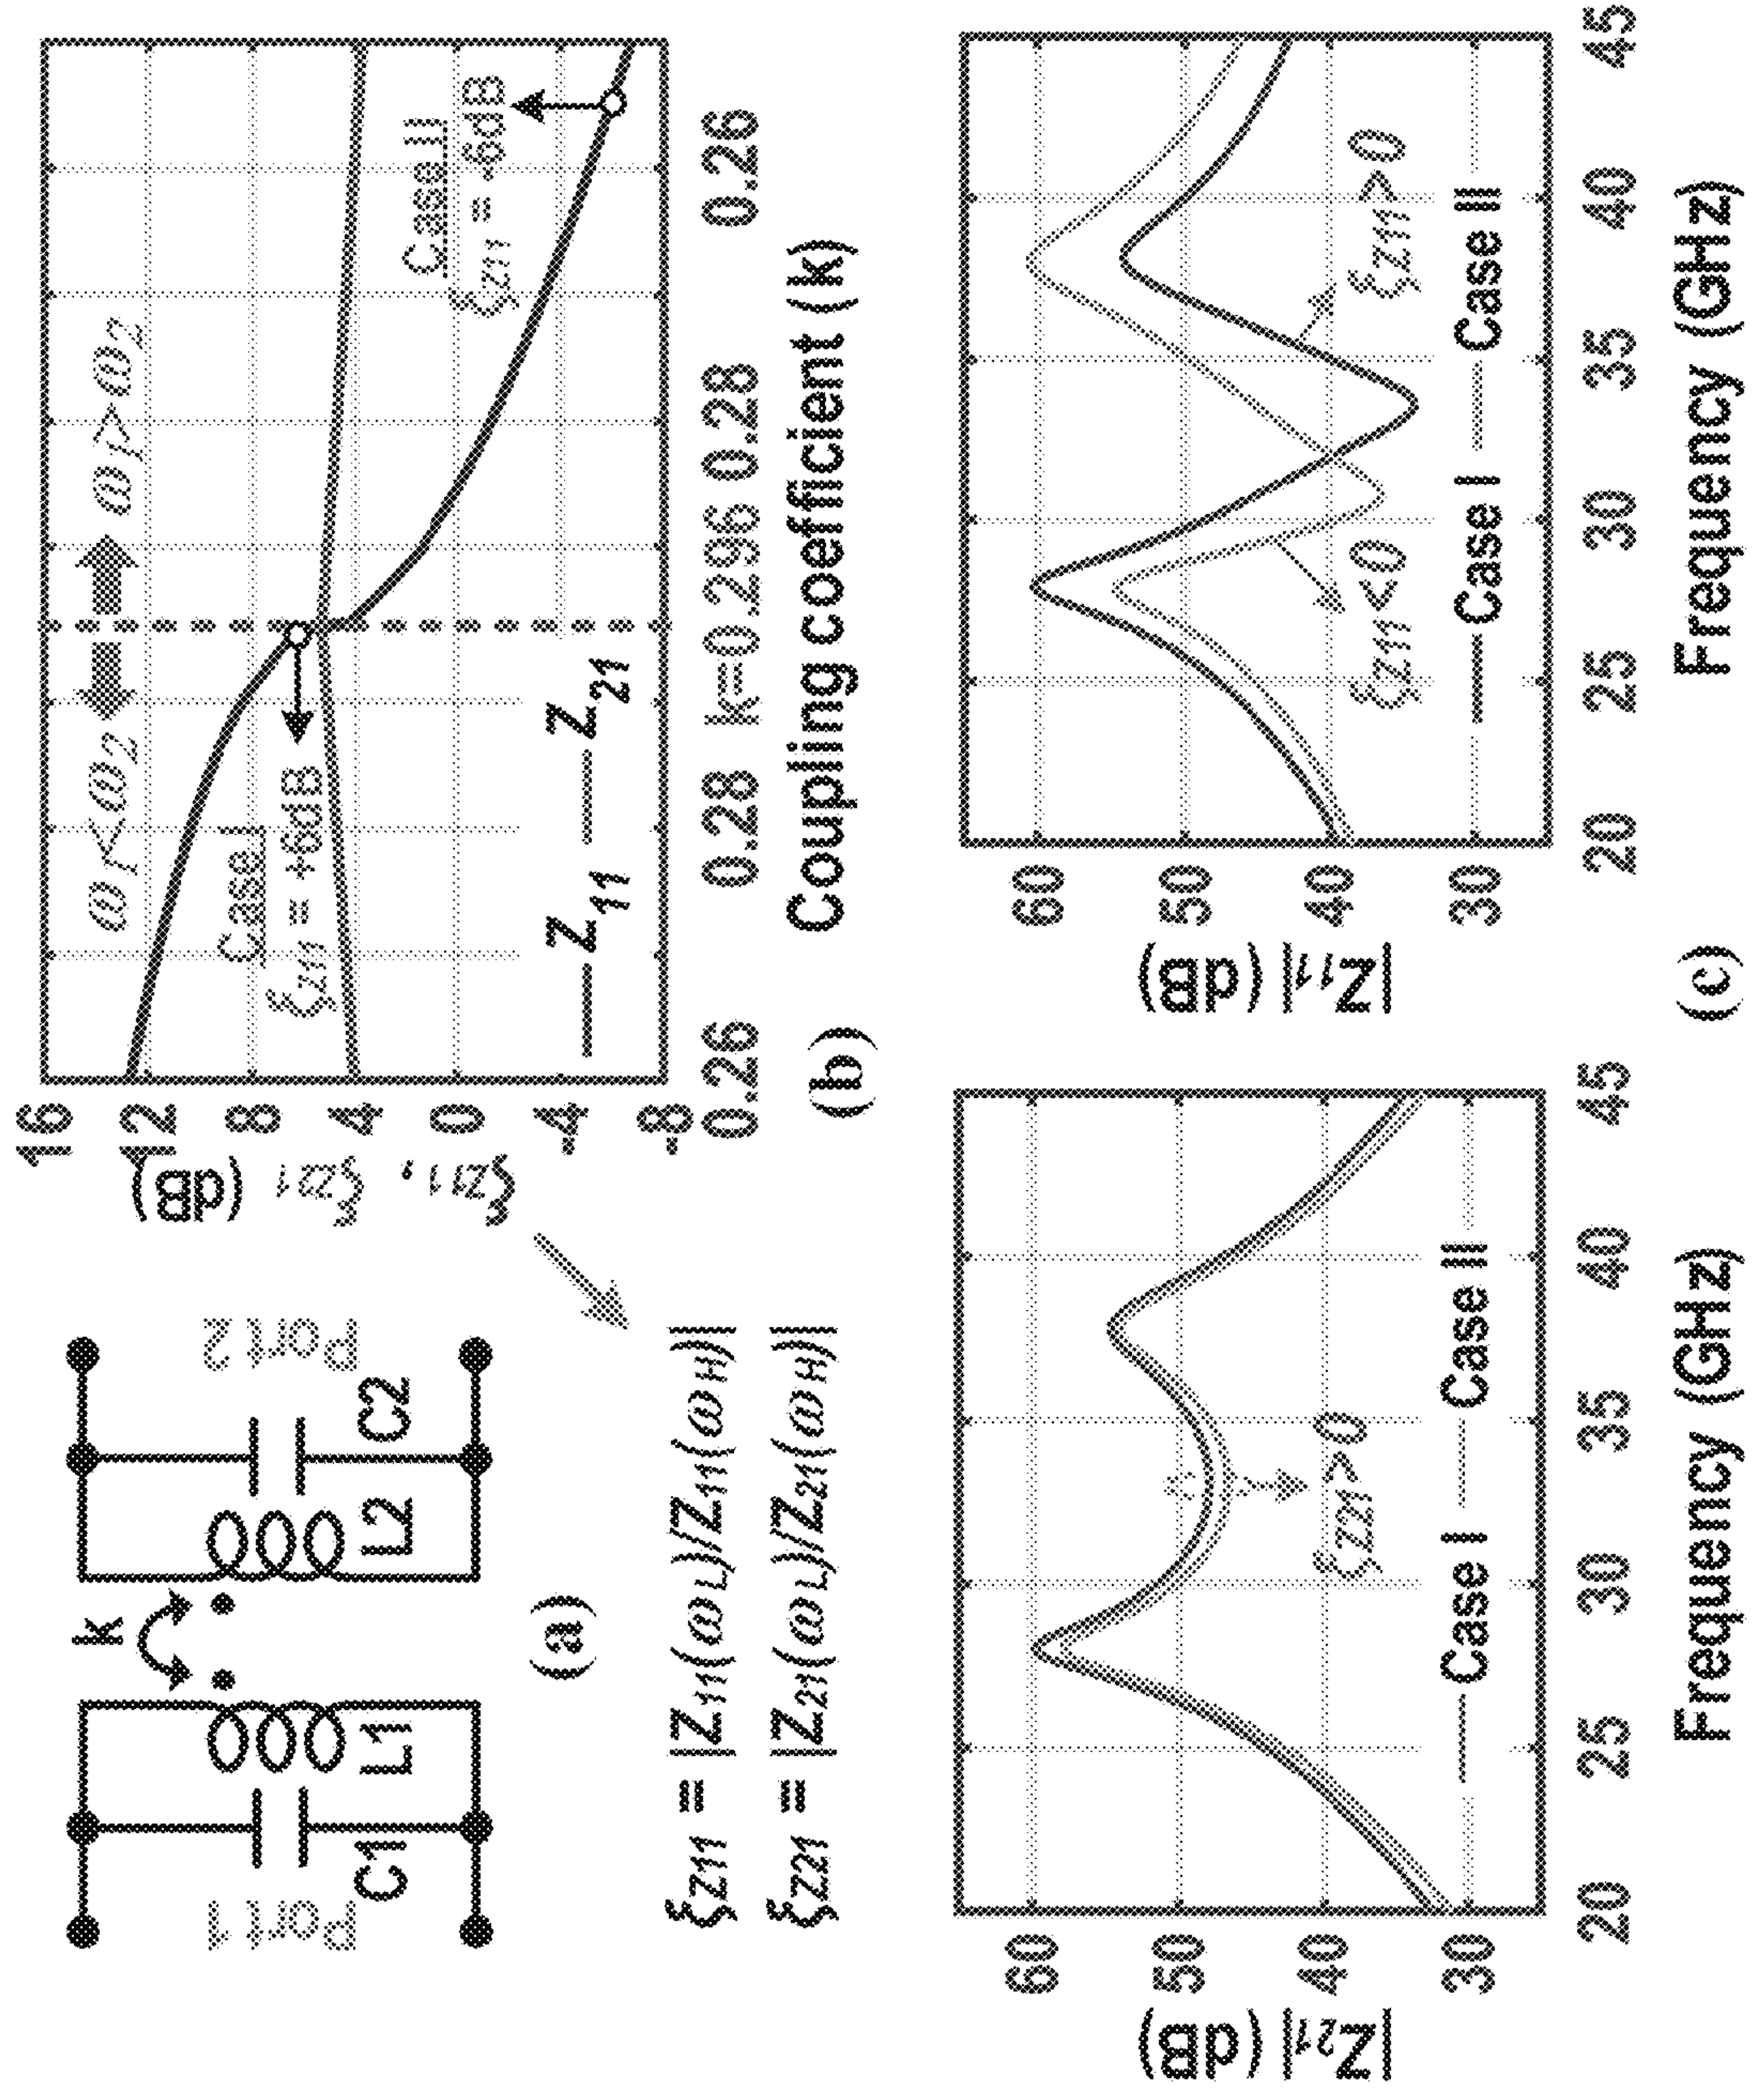 k
Port 1
C1
L1
L2
C2
Port 2
(a)
ξZ11 = |Z11(ωL)/Z11(ωH)|
ξZ21 = |Z21(ωL)/Z21(ωH)|
ξZ11, ξZ21
(dB)
16
12
8
4
0
-4
-8
ω1<ω2
ω1>ω2
Case I
ξZ11 = +6dB
Case II
ξZ11 = -6dB
Z11
Z21
0.26
0.28
k=0.296
0.28
0.26
Coupling coefficient (k)
(b)
|Z21| (dB)
60
50
40
30
ξZ21>0
Case I
Case II
20
25
30
35
40
45
Frequency (GHz)
|Z11| (dB)
60
50
40
30
ξZ11<0
ξZ11>0
Case I
Case II
20
25
30
35
40
45
Frequency (GHz)
(c)